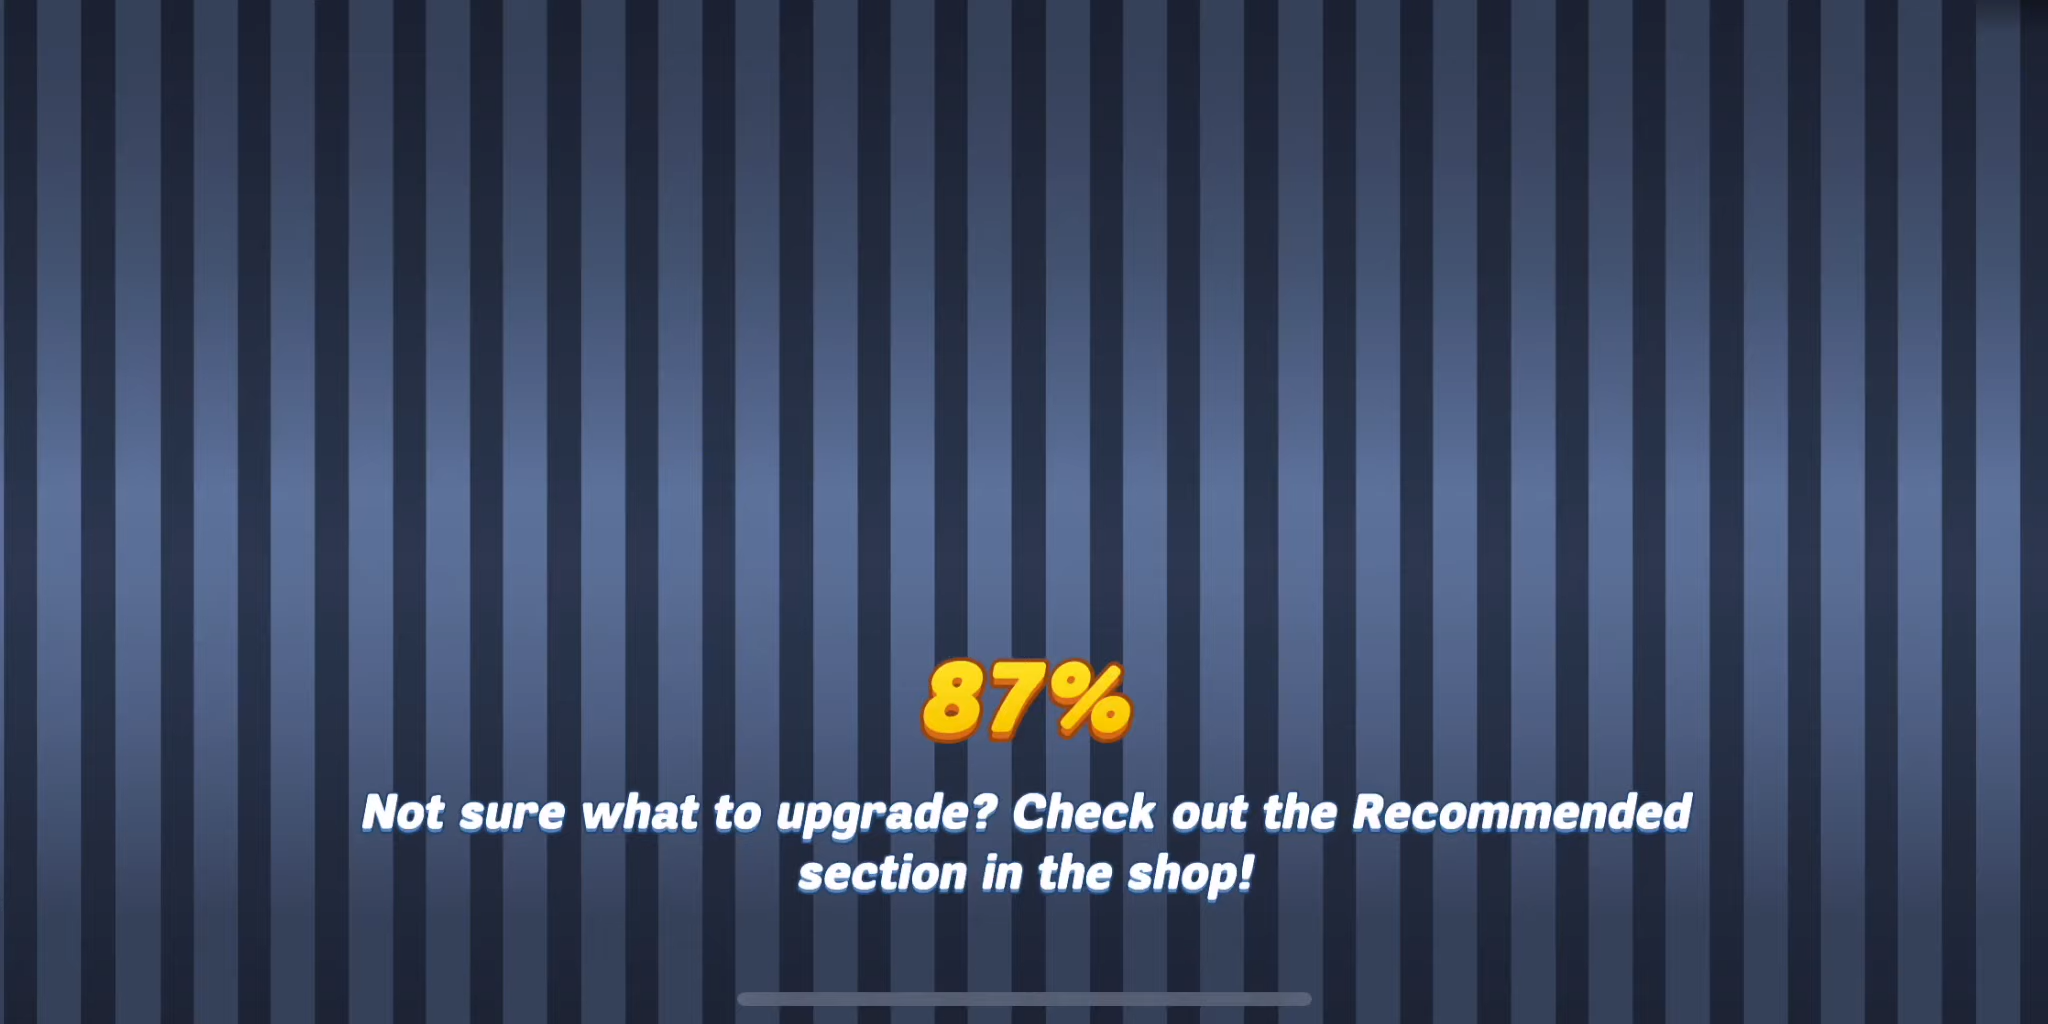 87%
Not sure what to upgrade? Check out the Recommended
section in the shop!